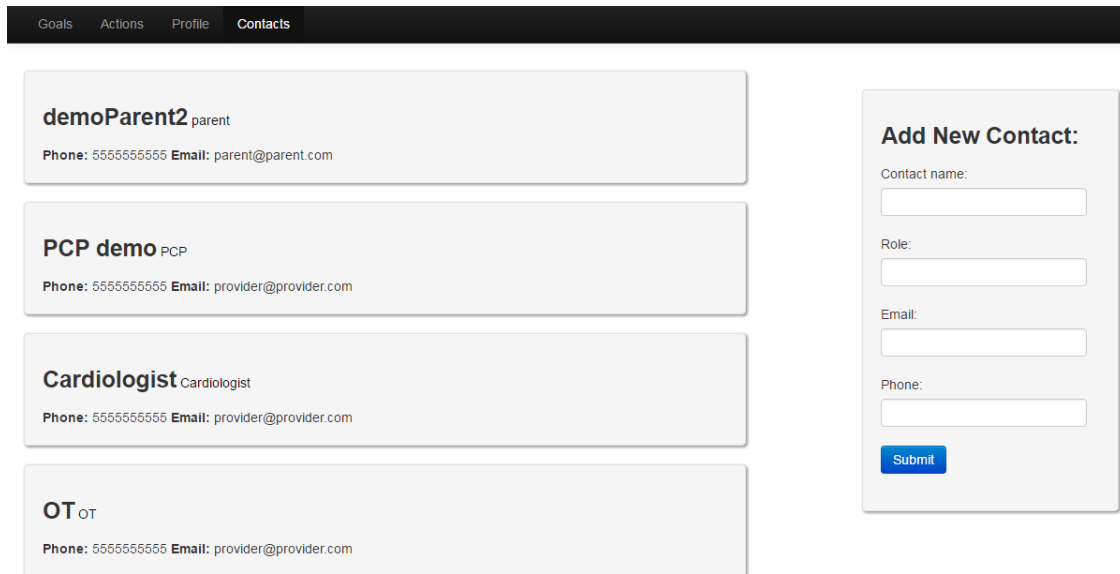 Goals Actions Profile Contacts
demoParent2 parent
Phone: 5555555555 Email: parent@parent.com
PCP demo PCP
Phone: 5555555555 Email: provider@provider.com
Cardiologist Cardiologist
Phone: 5555555555 Email: provider@provider.com
OT OT
Phone: 5555555555 Email: provider@provider.com
Add New Contact:
Contact name:
Role:
Email:
Phone:
Submit